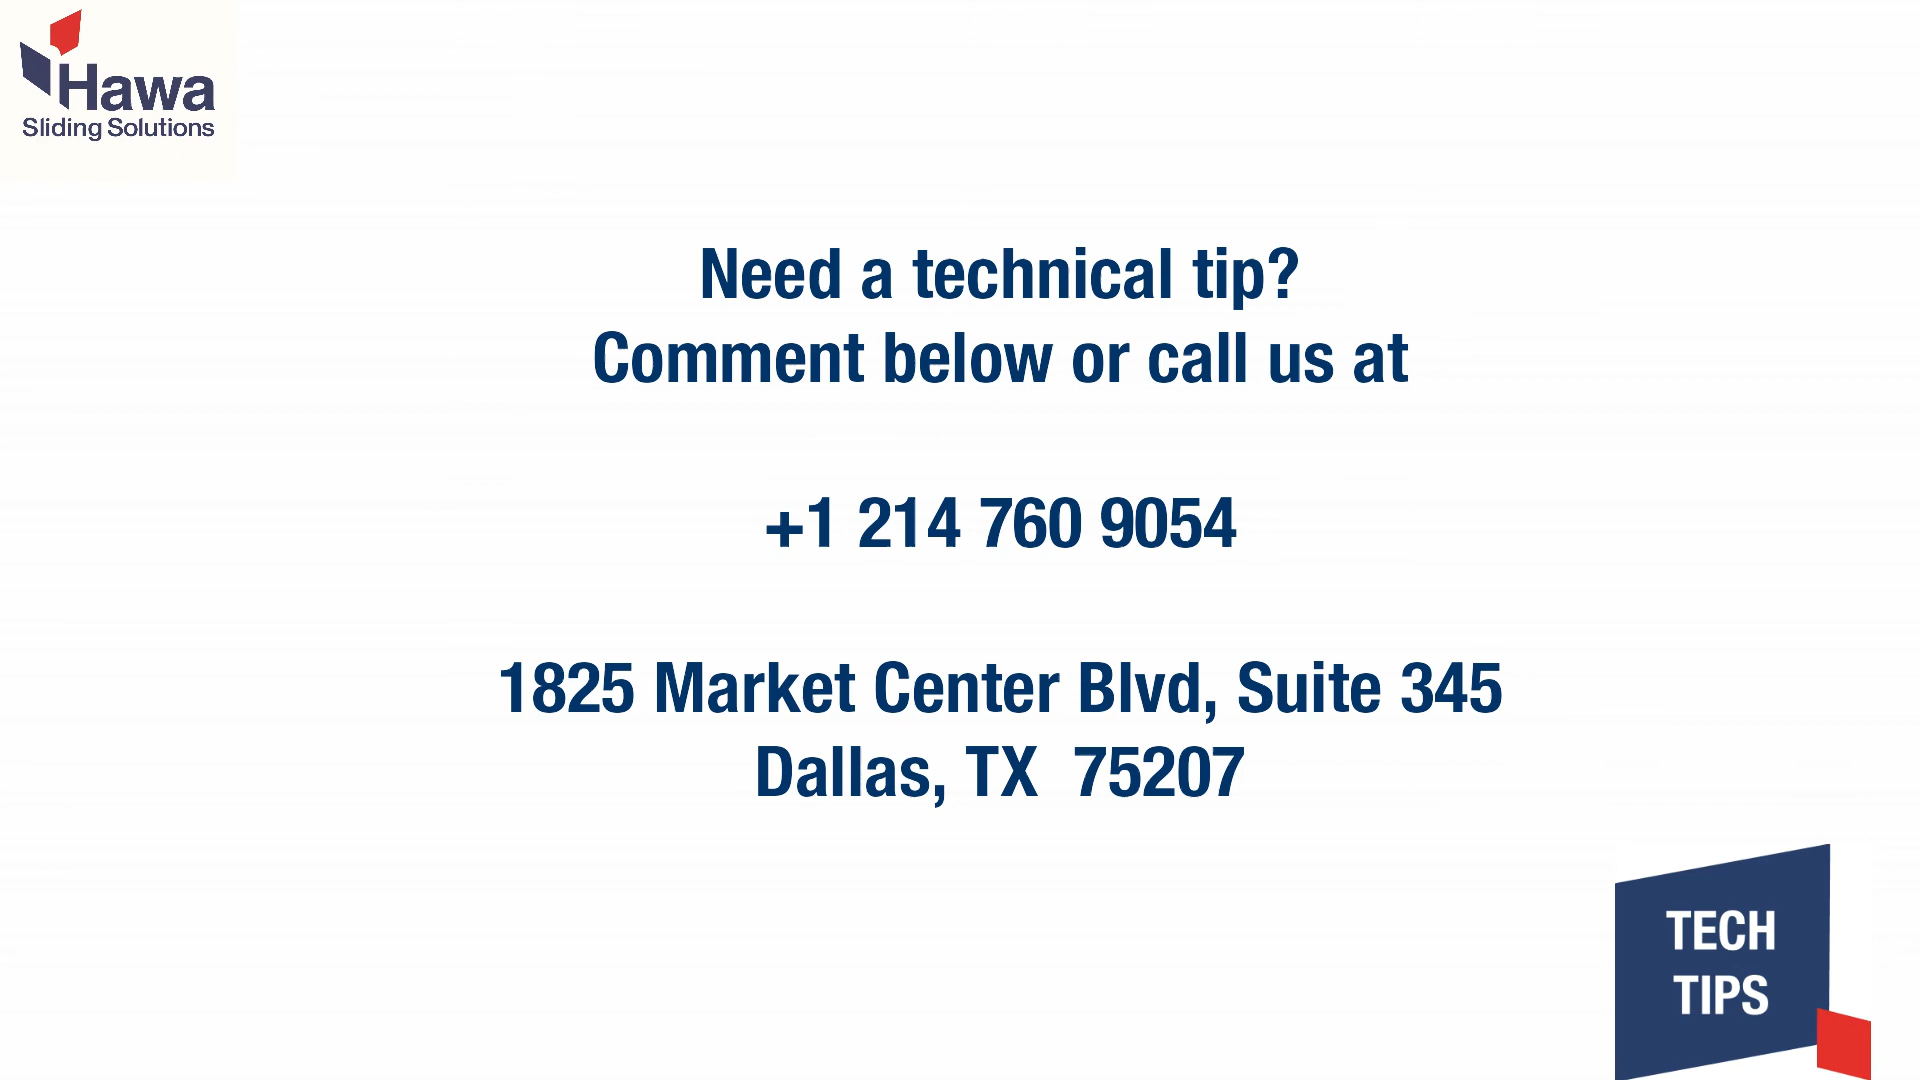 Hawa
Sliding Solutions
Need a technical tip?
Comment below or call us at
+1 214 760 9054
1825 Market Center Blvd, Suite 345
Dallas, TX  75207
TECH
TIPS